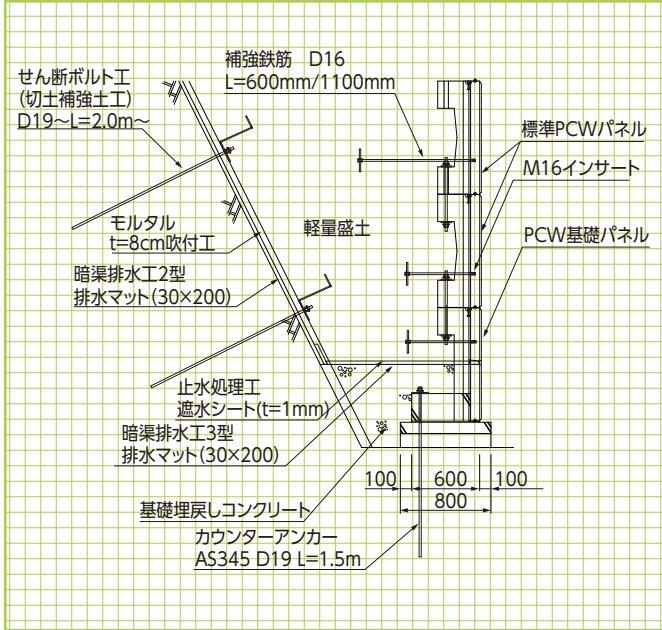 補強鉄筋 D16
L=600mm/1100mm
せん断ボルト工
(切土補強土工)
D19～L=2.0m～
標準PCWパネル
M16インサート
PCW基礎パネル
モルタル
t=8cm吹付工
軽量盛土
暗渠排水工2型
排水マット(30×200)
止水処理工
遮水シート(t=1mm)
暗渠排水工3型
排水マット(30×200)
100 600 100
800
基礎埋戻しコンクリート
カウンターアンカー
AS345 D19 L=1.5m